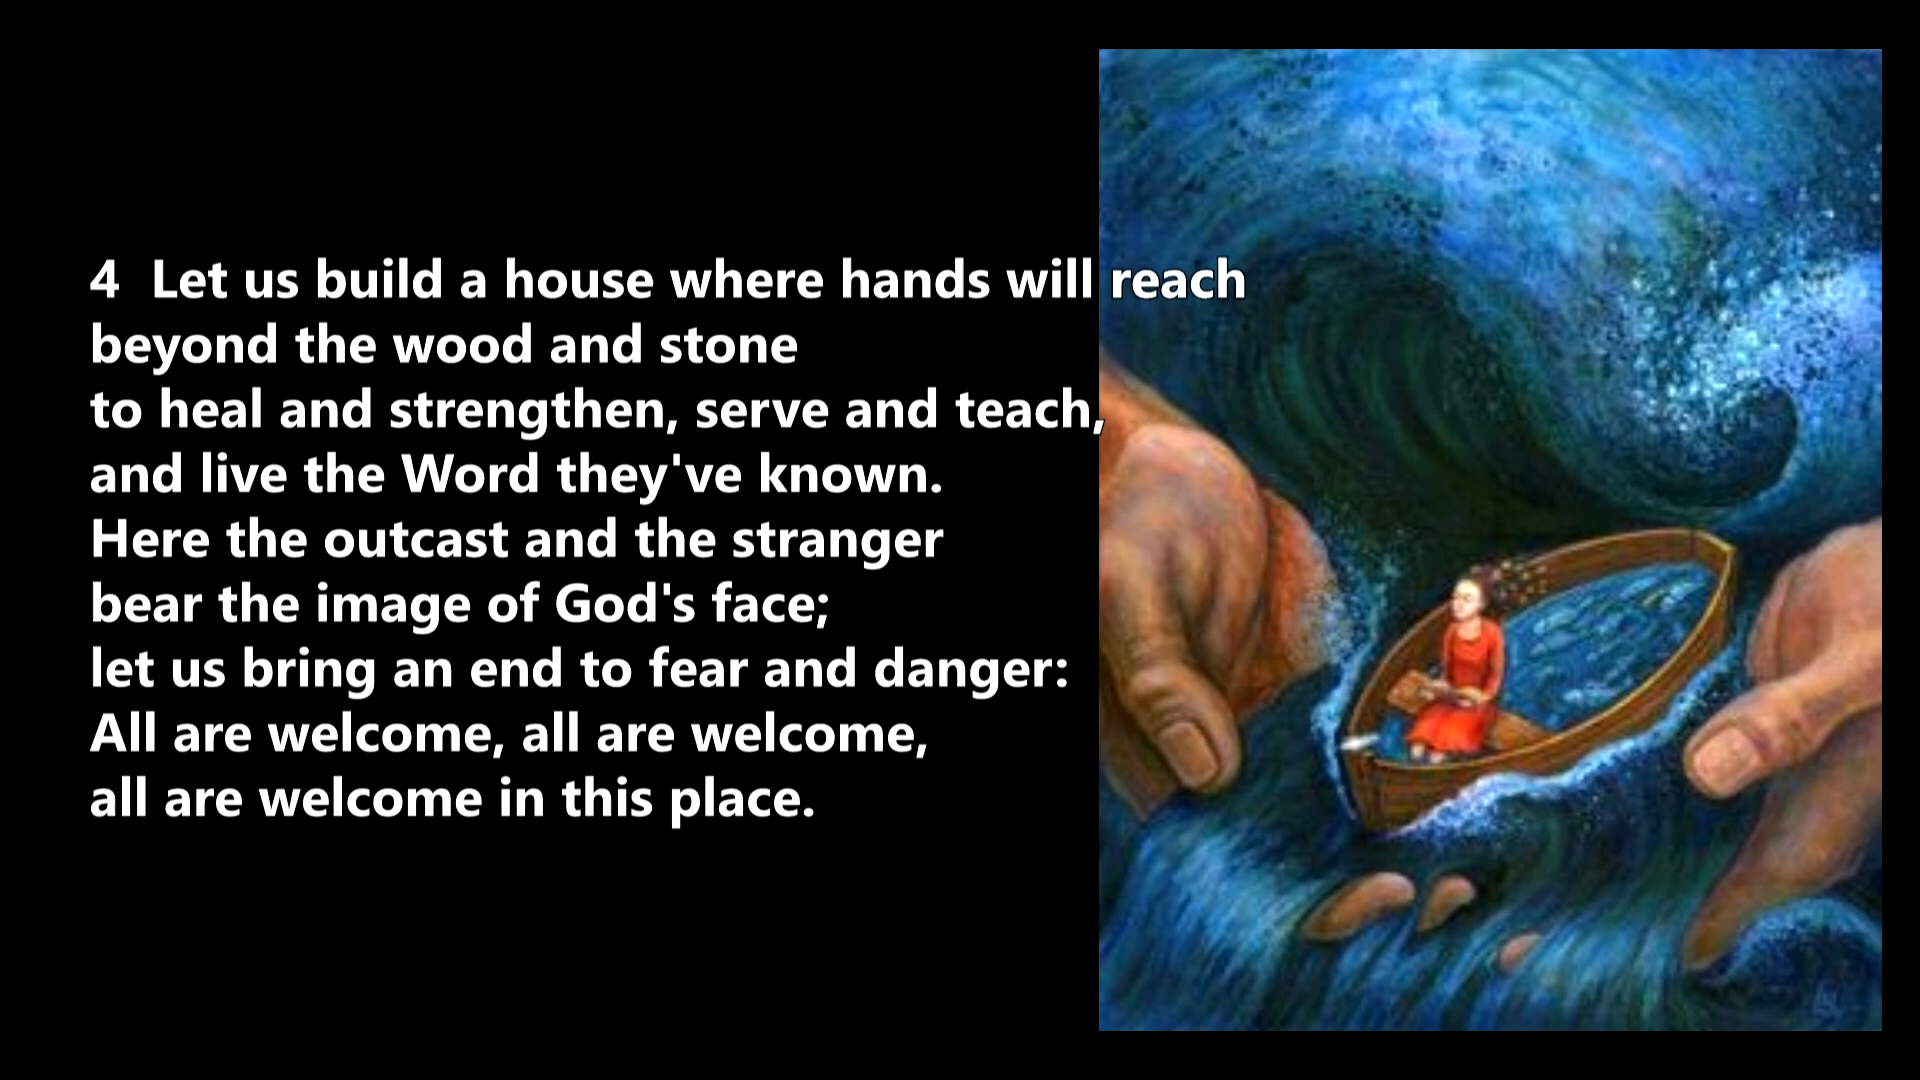 4  Let us build a house where hands will reach
beyond the wood and stone
to heal and strengthen, serve and teach,
and live the Word they've known.
Here the outcast and the stranger
bear the image of God's face;
let us bring an end to fear and danger:
All are welcome, all are welcome,
all are welcome in this place.